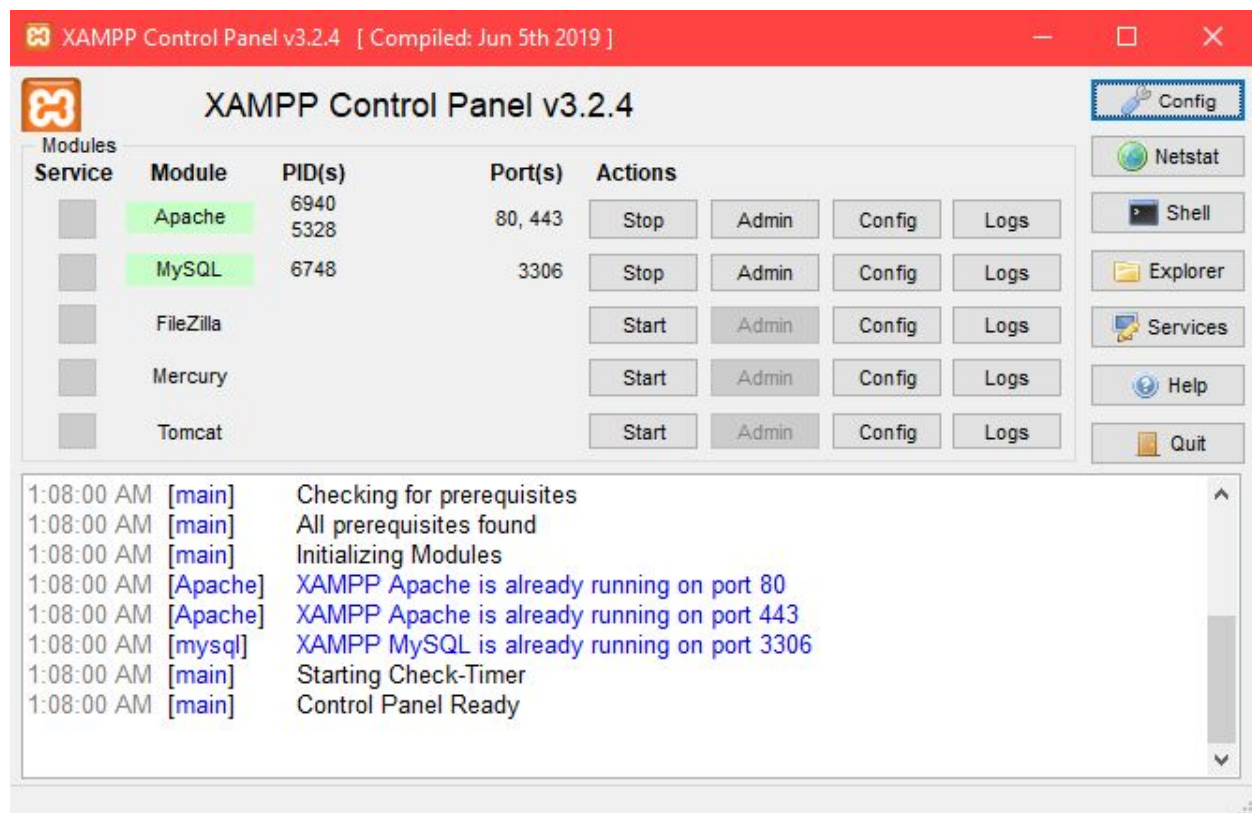 XAMPP Control Panel v3.2.4 [ Compiled: Jun 5th 2019 ]
XAMPP Control Panel v3.2.4
Config
Modules
Netstat
Service Module PID(s) Port(s) Actions
Apache 6940 5328 80, 443 Stop Admin Config Logs
Shell
MySQL 6748 3306 Stop Admin Config Logs
Explorer
FileZilla Start Admin Config Logs
Services
Mercury Start Admin Config Logs
Help
Tomcat Start Admin Config Logs
Quit
1:08:00 AM [main] Checking for prerequisites
1:08:00 AM [main] All prerequisites found
1:08:00 AM [main] Initializing Modules
1:08:00 AM [Apache] XAMPP Apache is already running on port 80
1:08:00 AM [Apache] XAMPP Apache is already running on port 443
1:08:00 AM [mysql] XAMPP MySQL is already running on port 3306
1:08:00 AM [main] Starting Check-Timer
1:08:00 AM [main] Control Panel Ready